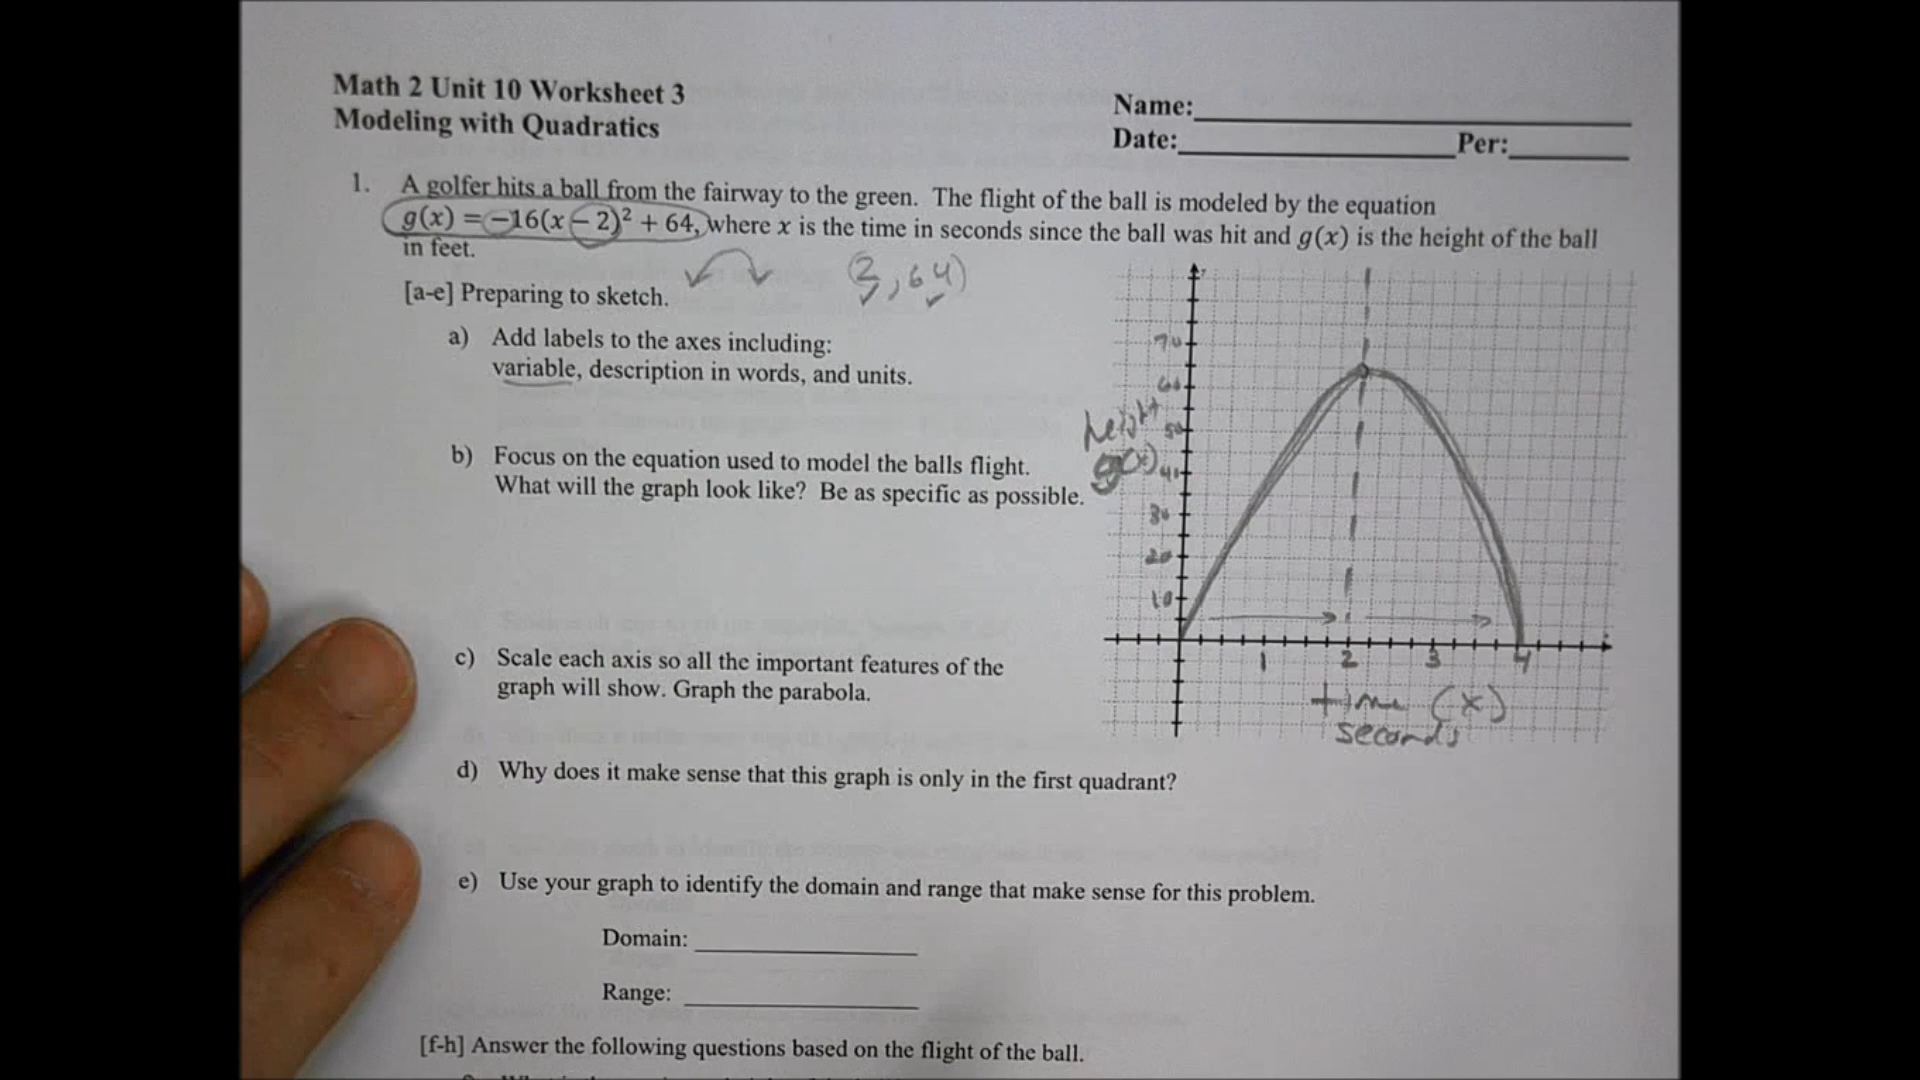 Math 2 Unit 10 Worksheet 3
Modeling with Quadratics
Name:
Date: Per:
1. A golfer hits a ball from the fairway to the green. The flight of the ball is modeled by the equation
g(x) = −16(x − 2)² + 64, where x is the time in seconds since the ball was hit and g(x) is the height of the ball
in feet.
(2, 64)
[a-e] Preparing to sketch.
a) Add labels to the axes including:
variable, description in words, and units.
b) Focus on the equation used to model the balls flight.
What will the graph look like? Be as specific as possible.
c) Scale each axis so all the important features of the
graph will show. Graph the parabola.
70
60
height
50
g(x)
40
30
20
10
1 2 3 4
time (x)
seconds
d) Why does it make sense that this graph is only in the first quadrant?
e) Use your graph to identify the domain and range that make sense for this problem.
Domain:
Range:
[f-h] Answer the following questions based on the flight of the ball.